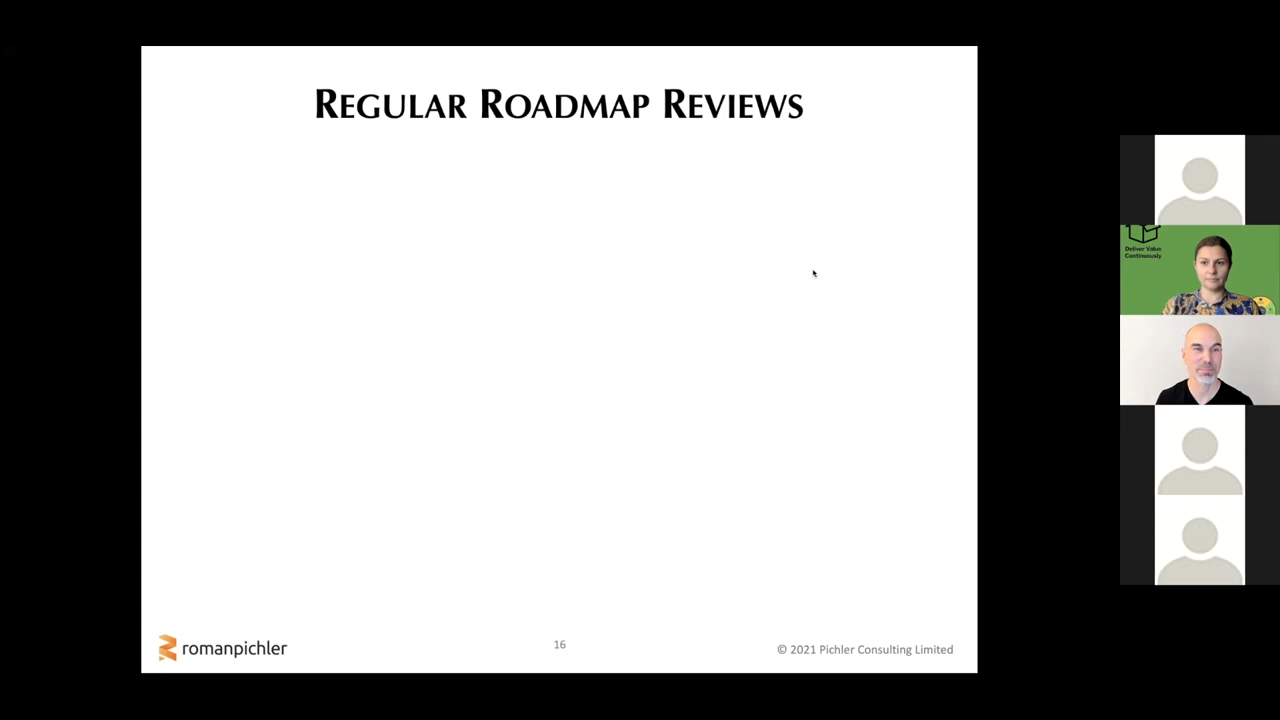 REGULAR ROADMAP REVIEWS
Deliver Value
Continuously
romanpichler
16
© 2021 Pichler Consulting Limited